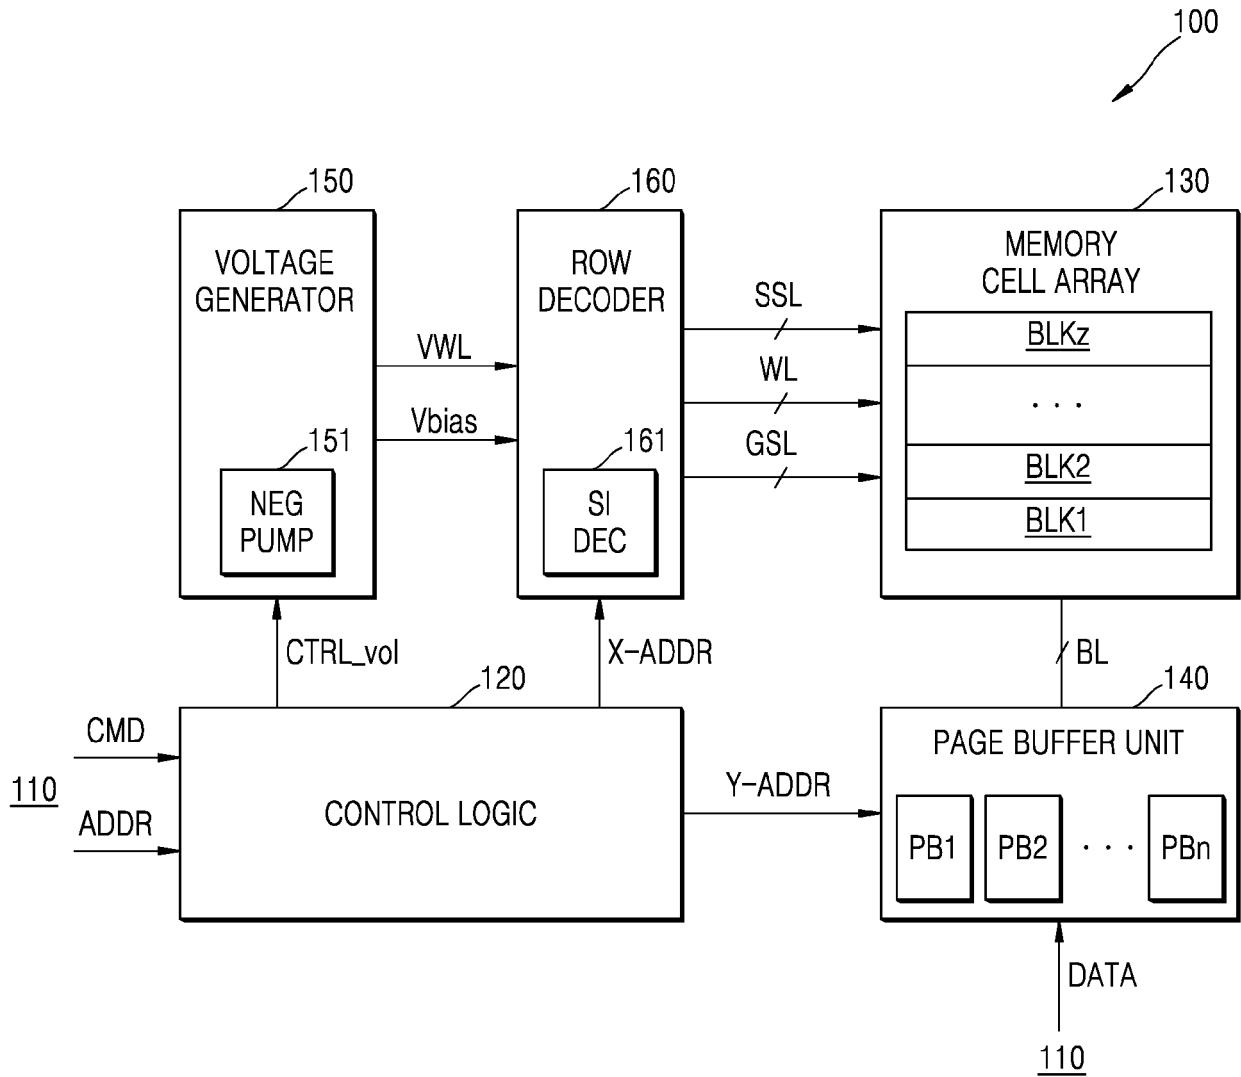 100
150
160
130
VOLTAGE
GENERATOR
ROW
DECODER
MEMORY
CELL ARRAY
SSL
BLKz
VWL
WL
. . .
Vbias
GSL
151
161
BLK2
NEG
PUMP
SI
DEC
BLK1
CTRL_vol
X-ADDR
BL
120
140
CMD
PAGE BUFFER UNIT
110
Y-ADDR
CONTROL LOGIC
ADDR
PB1
PB2
. . .
PBn
DATA
110